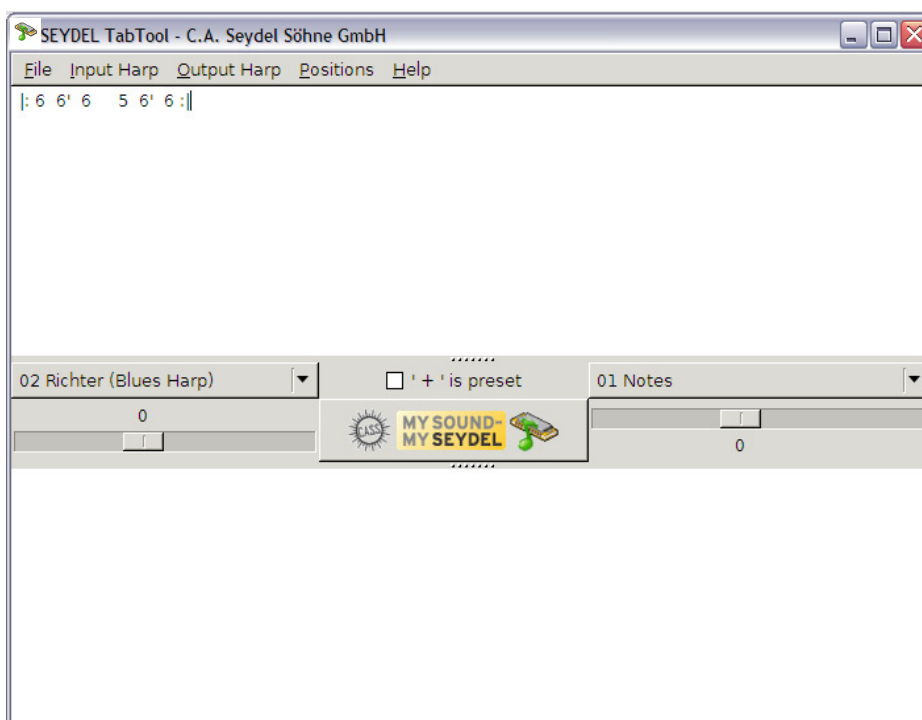 SEYDEL TabTool - C.A. Seydel Söhne GmbH
File Input Harp Output Harp Positions Help
|: 6 6' 6 5 6' 6 :||
02 Richter (Blues Harp)
' + ' is preset
01 Notes
0
CASS
MY SOUND-
MY SEYDEL
0